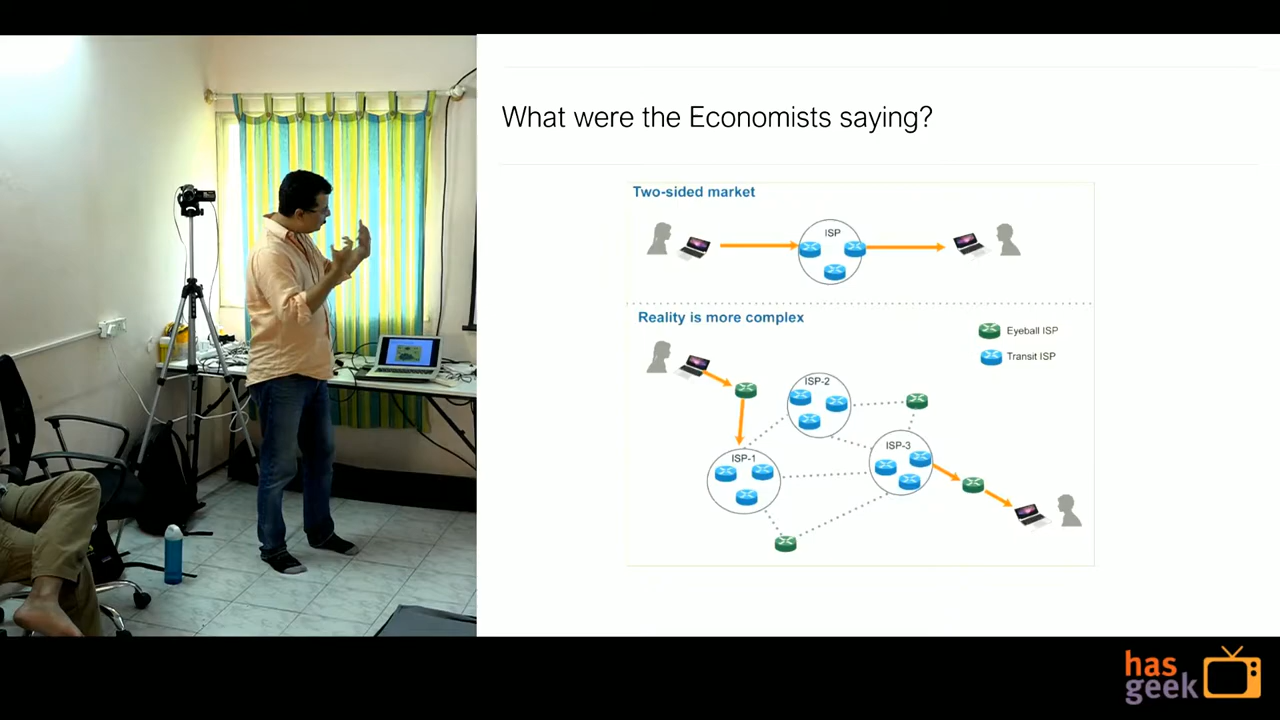 What were the Economists saying?
Two-sided market
ISP
Reality is more complex
Eyeball ISP
Transit ISP
ISP-2
ISP-3
ISP-1
has
geek